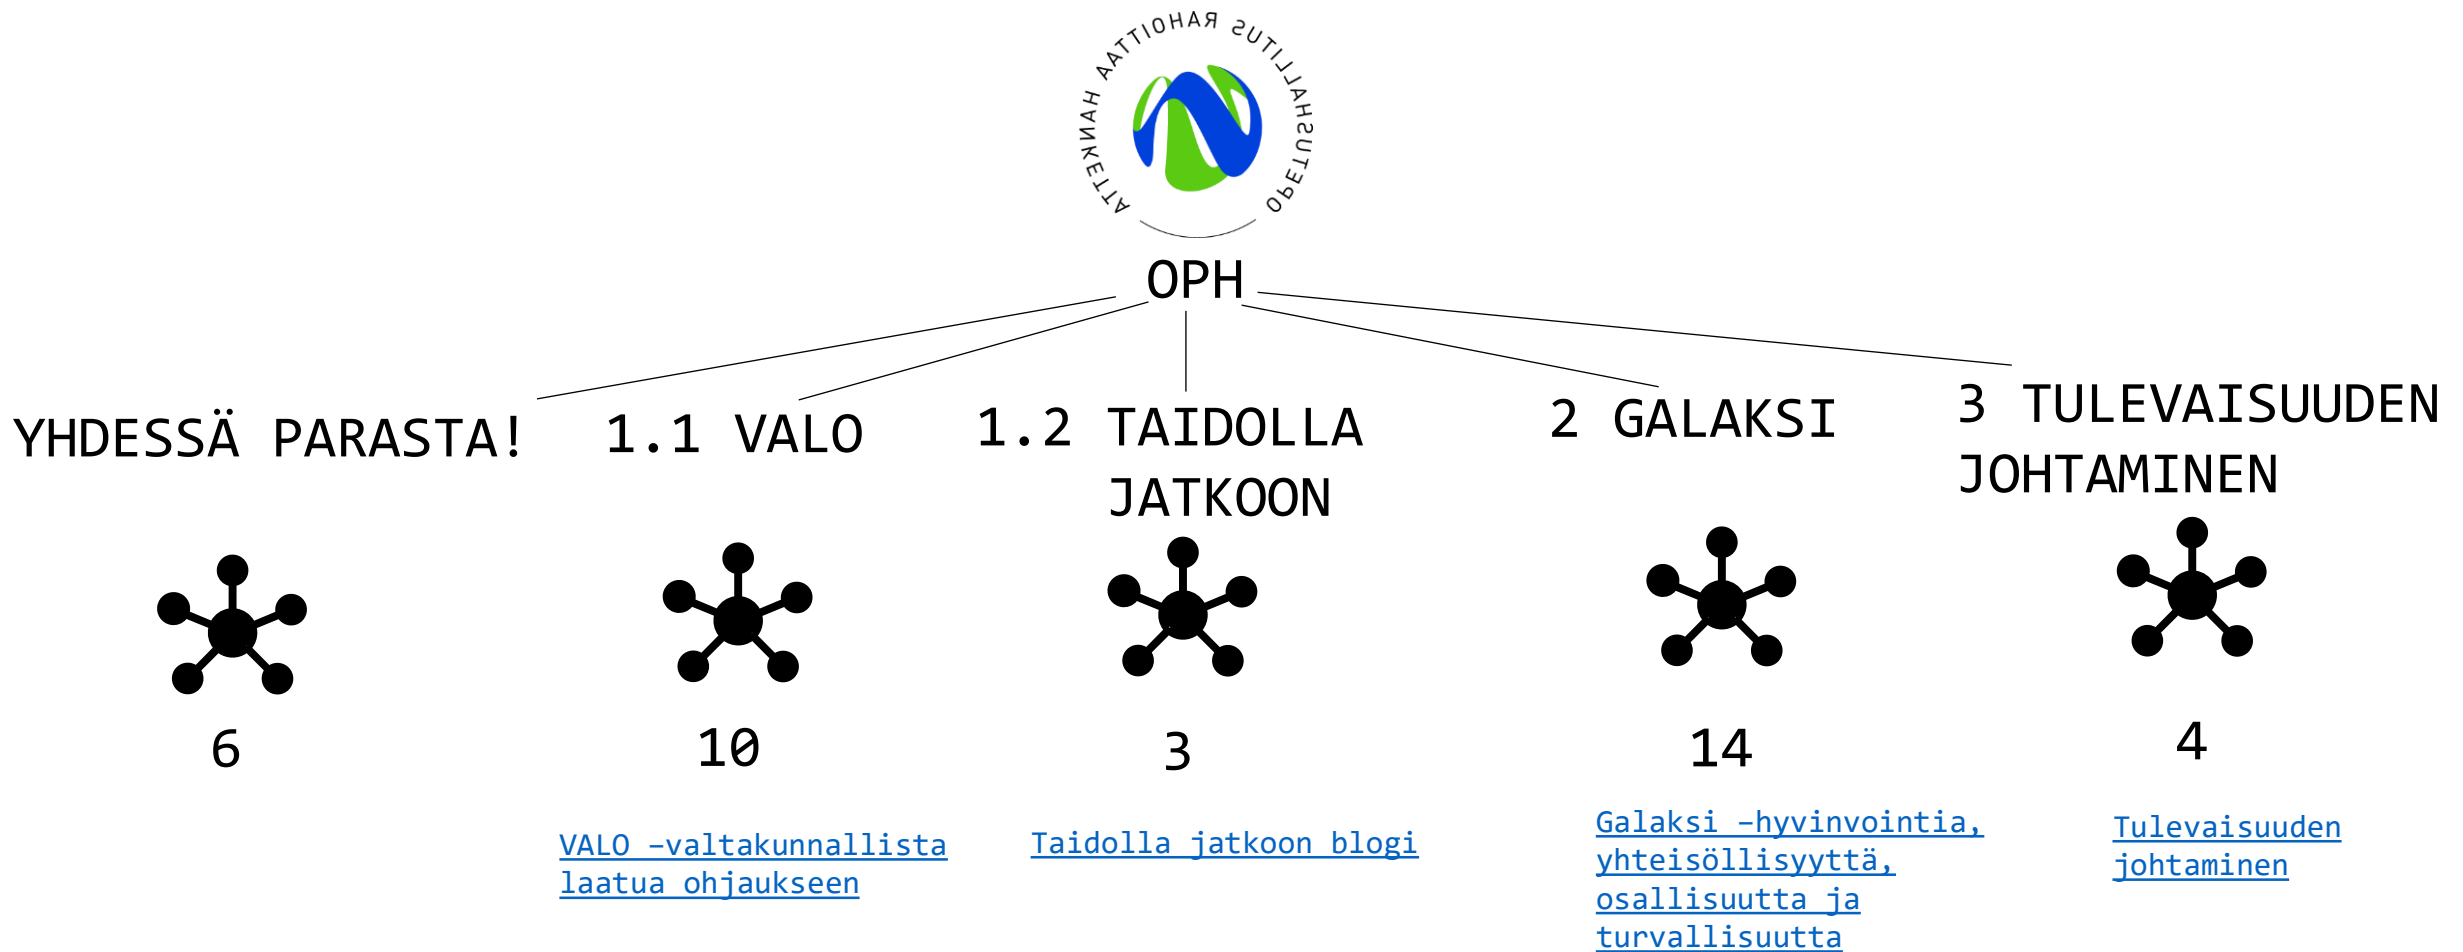 OPETUSHALLITUS RAHOITTAA HANKETTA
OPH
YHDESSÄ PARASTA!
1.1 VALO
1.2 TAIDOLLA
JATKOON
2 GALAKSI
3 TULEVAISUUDEN
JOHTAMINEN
6
10
3
14
4
VALO –valtakunnallista
laatua ohjaukseen
Taidolla jatkoon blogi
Galaksi –hyvinvointia,
yhteisöllisyyttä,
osallisuutta ja
turvallisuutta
Tulevaisuuden
johtaminen